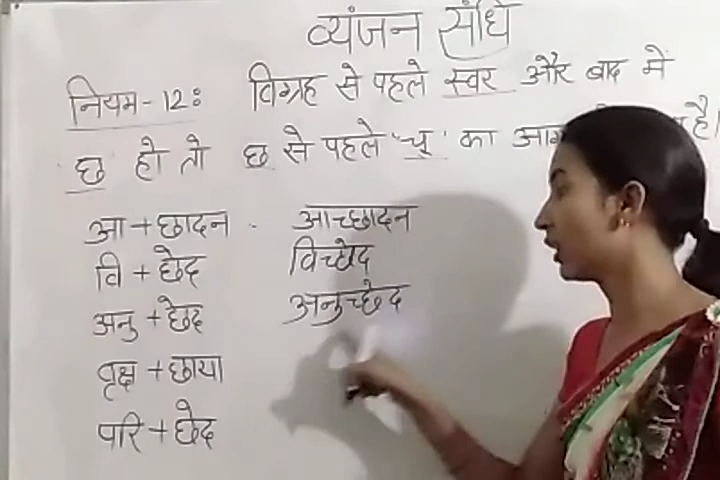 व्यंजन संधि
नियम-12: विग्रह से पहले स्वर और बाद में
छ हो तो छ से पहले "च्" का है।
आ + छादन - आच्छादन
वि + छेद विच्छेद
अनु + छेद अनुच्छेद
वृक्ष + छाया
परि + छेद